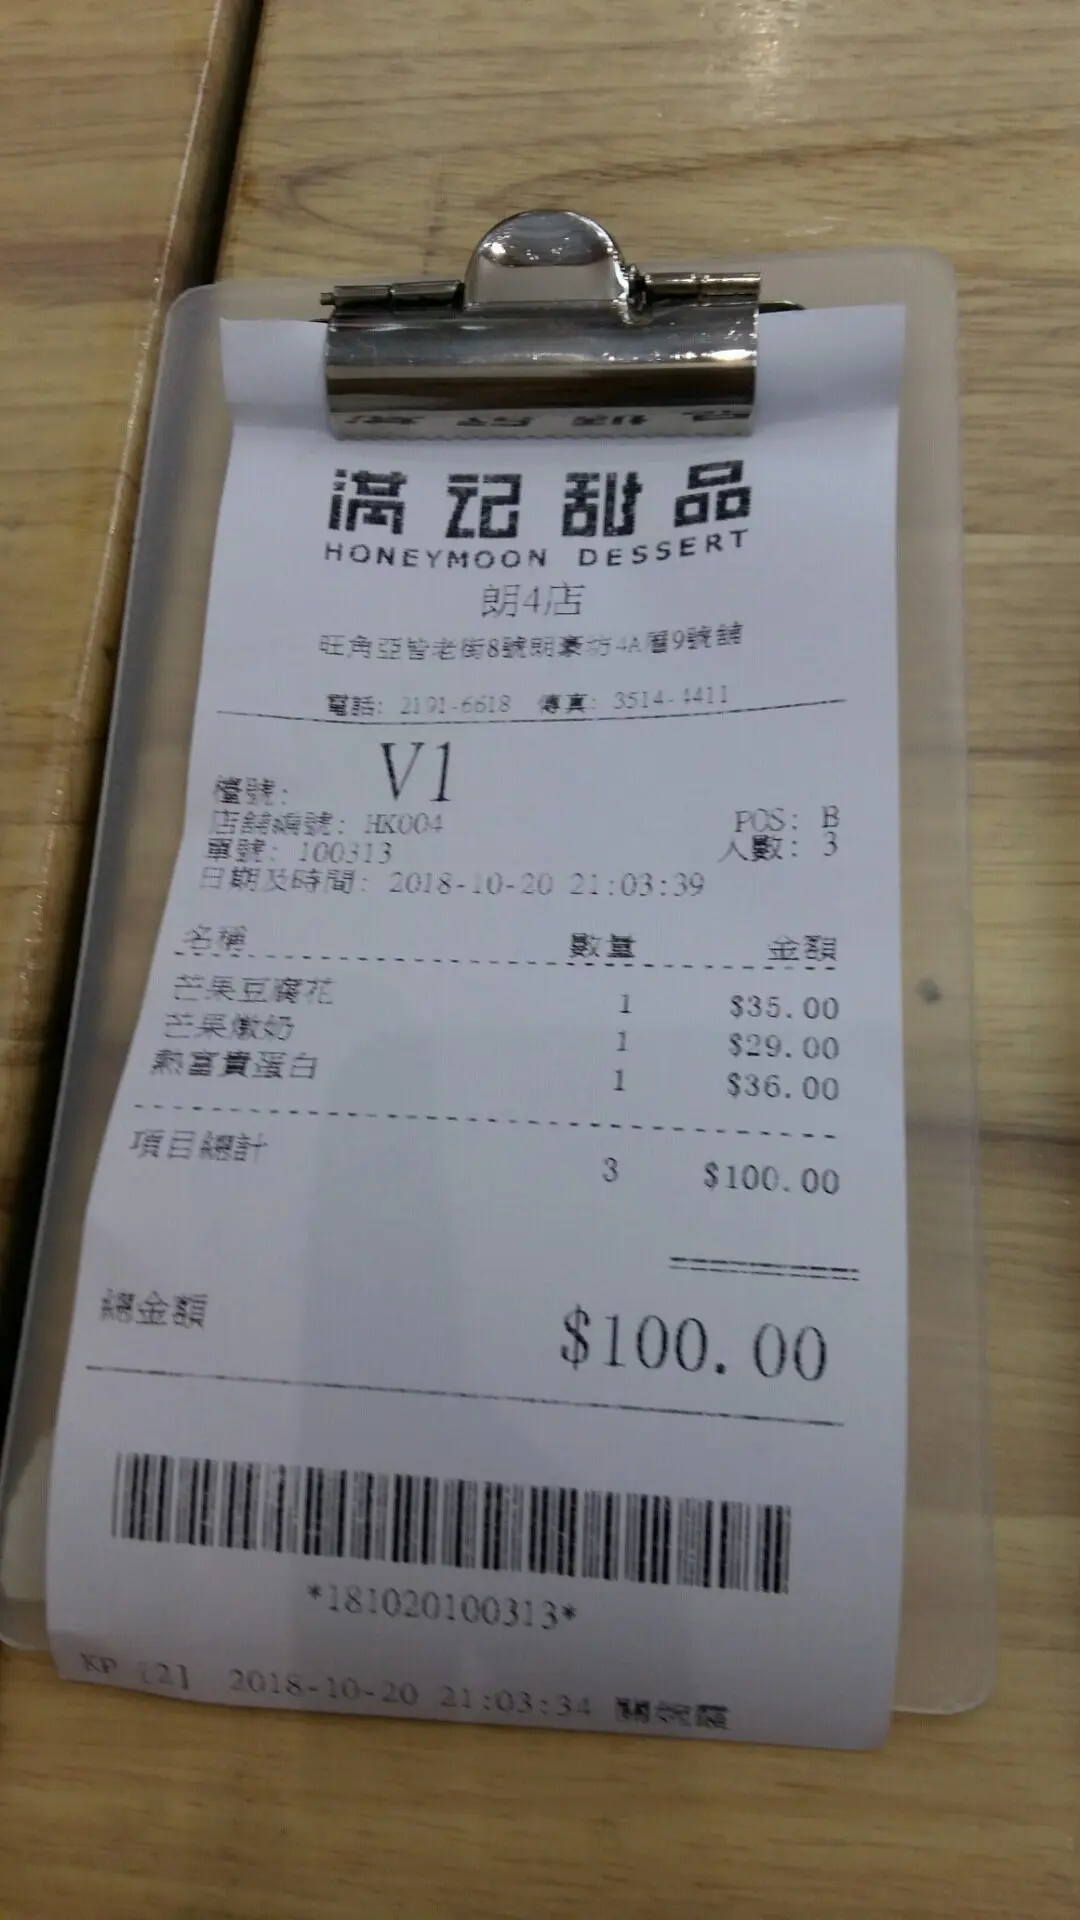 满记甜品
HONEYMOON DESSERT
朗4店
旺角亞皆老街8號朗豪坊4A層9號舖
電話: 2191-6618 傳真: 3514-4411
檯號: V1
店舖編號: HK004 POS: B
單號: 100313 人數: 3
日期及時間: 2018-10-20 21:03:39
名稱 數量 金額
芒果豆腐花 1 $35.00
芒果燉奶 1 $29.00
熱富貴蛋白 1 $36.00
項目總計 3 $100.00
總金額 $100.00
*181020100313*
KP [2] 2018-10-20 21:03:34